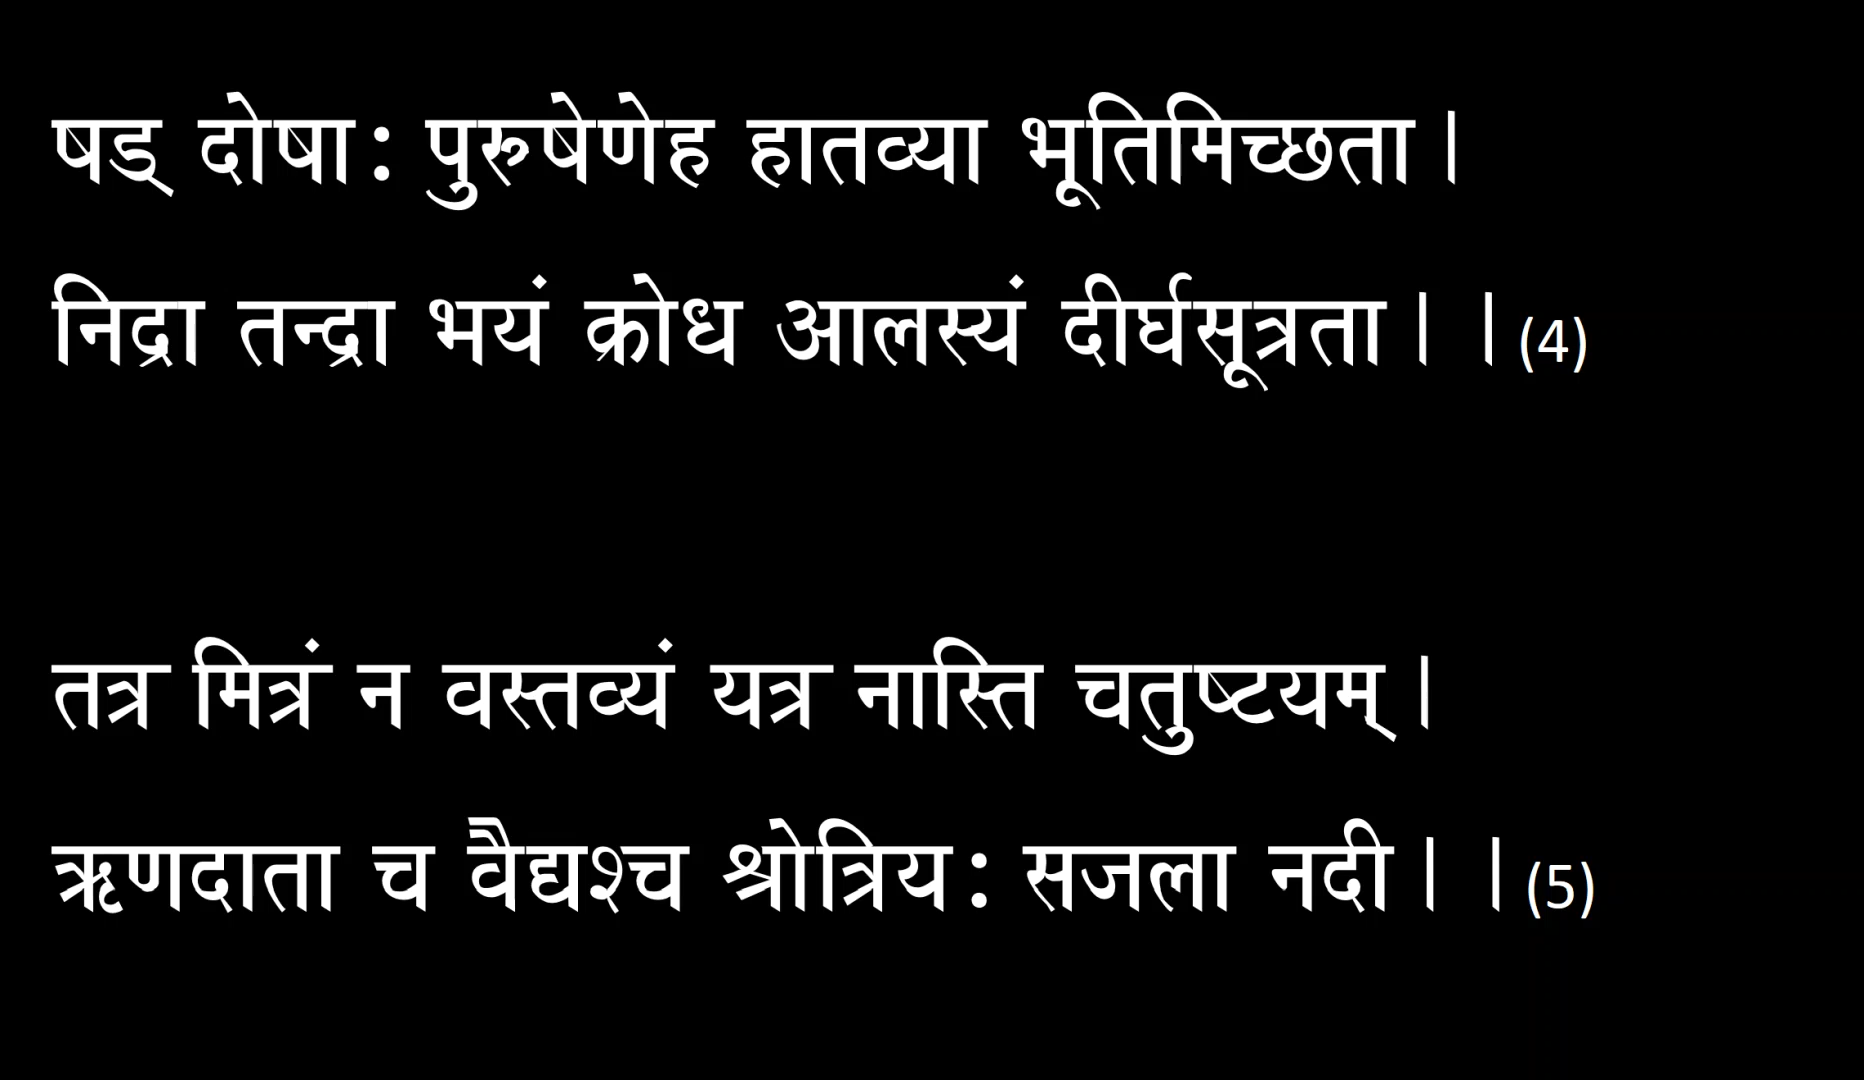 षड् दोषाः पुरुषेणेह हातव्या भूतिमिच्छता।
निद्रा तन्द्रा भयं क्रोध आलस्यं दीर्घसूत्रता। ।(4)
तत्र मित्रं न वस्तव्यं यत्र नास्ति चतुष्टयम्।
ऋणदाता च वैद्यश्च श्रोत्रियः सजला नदी। ।(5)